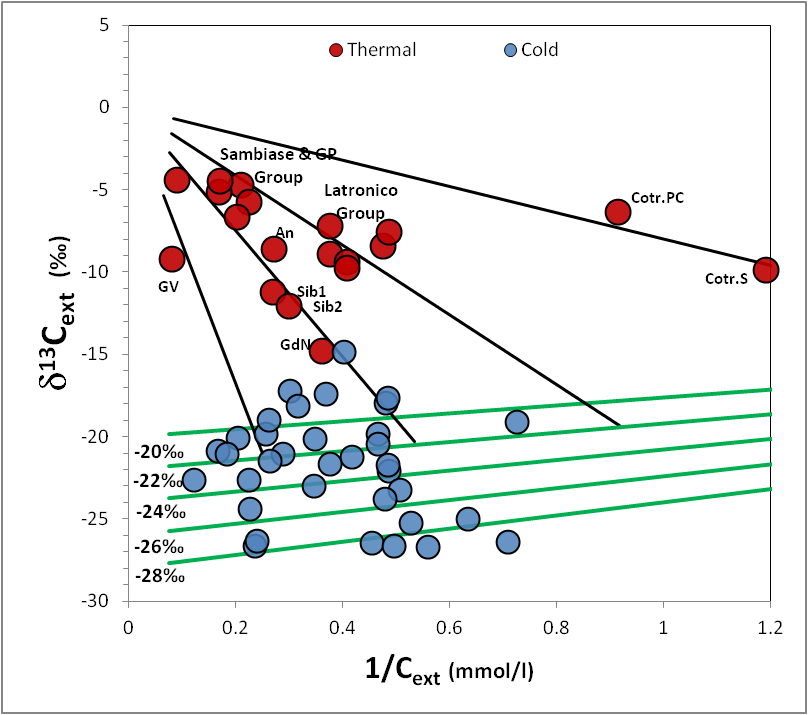 5
Thermal Cold
0
Sambiase & GP
Group
-5
Latronico
Group
Cotr.PC
An
-10
Cotr.S
GV
Sib1
Sib2
GdN
-15
δ¹³Cext (‰)
-20
-20‰
-22‰
-24‰
-25
-26‰
-28‰
-30
0 0.2 0.4 0.6 0.8 1 1.2
1/Cext (mmol/l)